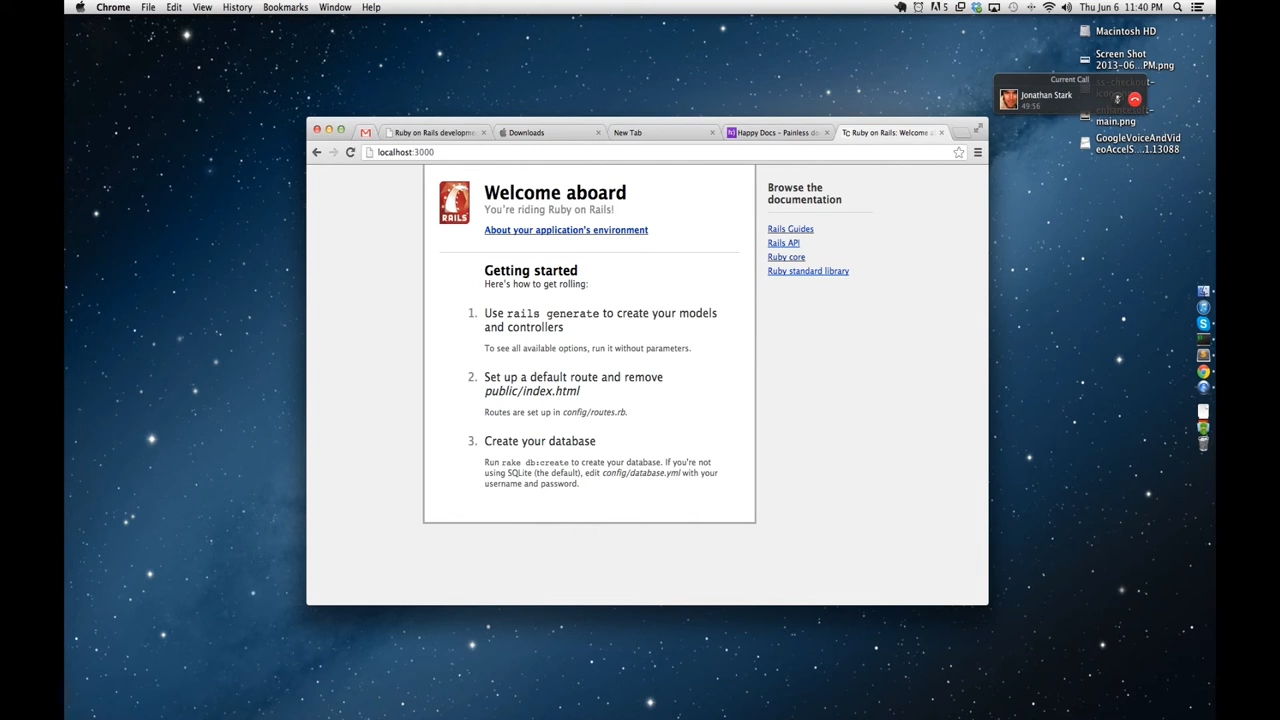 Chrome File Edit View History Bookmarks Window Help
5
Thu Jun 6 11:40 PM
Macintosh HD
Screen Shot
2013-06...PM.png
Current Call
Jonathan Stark
49:56
main.png
GoogleVoiceAndVid
eoAccelS....1.13088
Ruby on Rails developme
Downloads
New Tab
Happy Docs – Painless do
Ruby on Rails: Welcome a
localhost:3000
RAILS
Welcome aboard
You're riding Ruby on Rails!
About your application's environment
Getting started
Here's how to get rolling:
1. Use rails generate to create your models
and controllers
To see all available options, run it without parameters.
2. Set up a default route and remove
public/index.html
Routes are set up in config/routes.rb.
3. Create your database
Run rake db:create to create your database. If you're not
using SQLite (the default), edit config/database.yml with your
username and password.
Browse the
documentation
Rails Guides
Rails API
Ruby core
Ruby standard library